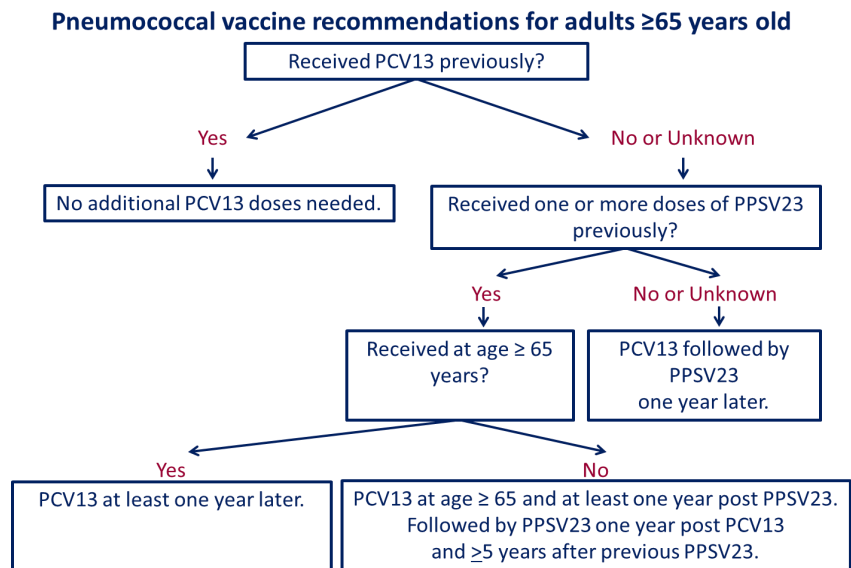 Pneumococcal vaccine recommendations for adults ≥65 years old
Received PCV13 previously?
Yes
No or Unknown
No additional PCV13 doses needed.
Received one or more doses of PPSV23
previously?
Yes
No or Unknown
Received at age ≥ 65
years?
PCV13 followed by
PPSV23
one year later.
Yes
No
PCV13 at least one year later.
PCV13 at age ≥ 65 and at least one year post PPSV23.
Followed by PPSV23 one year post PCV13
and >5 years after previous PPSV23.